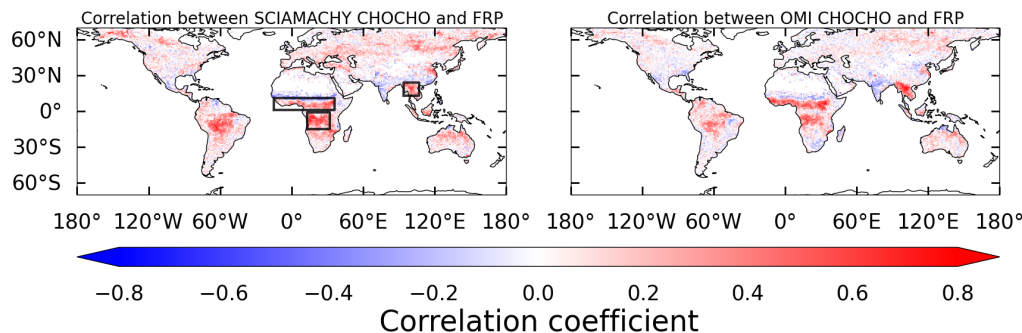 Correlation between SCIAMACHY CHOCHO and FRP
Correlation between OMI CHOCHO and FRP
60°N
30°N
0°
30°S
60°S
180° 120°W 60°W 0° 60°E 120°E 180°
180° 120°W 60°W 0° 60°E 120°E 180°
−0.8 −0.6 −0.4 −0.2 0.0 0.2 0.4 0.6 0.8
Correlation coefficient